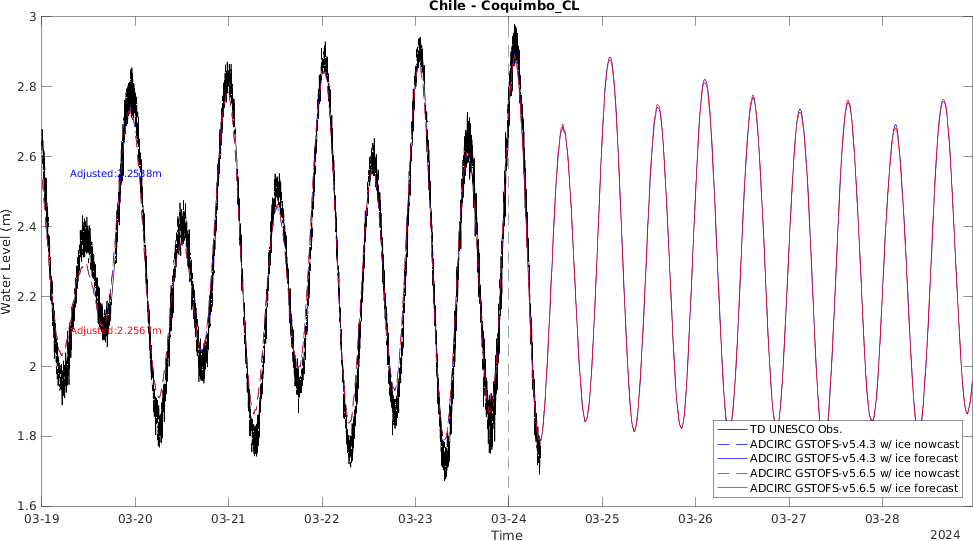 Chile - Coquimbo_CL
Water Level (m)
3
2.8
2.6
2.4
2.2
2
1.8
1.6
Adjusted:2.2538m
Adjusted:2.2567m
TD UNESCO Obs.
ADCIRC GSTOFS-v5.4.3 w/ ice nowcast
ADCIRC GSTOFS-v5.4.3 w/ ice forecast
ADCIRC GSTOFS-v5.6.5 w/ ice nowcast
ADCIRC GSTOFS-v5.6.5 w/ ice forecast
03-19 03-20 03-21 03-22 03-23 03-24 03-25 03-26 03-27 03-28
Time
2024